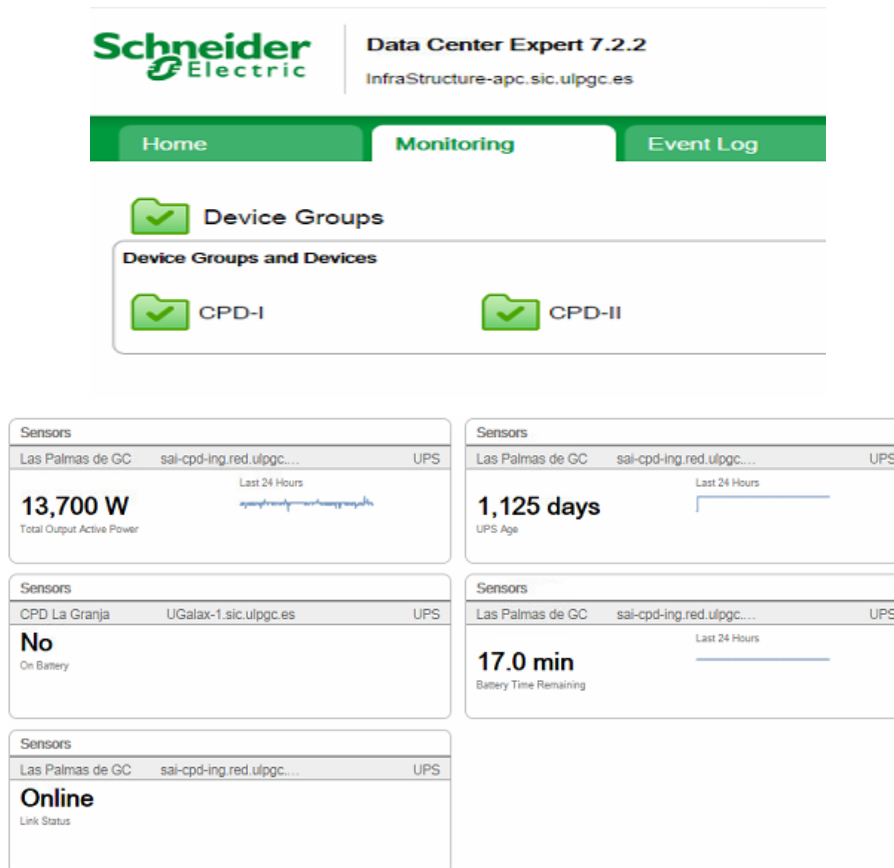 Schneider Electric
Data Center Expert 7.2.2
InfraStructure-apc.sic.ulpgc.es
Home Monitoring Event Log
Device Groups
Device Groups and Devices
CPD-I CPD-II
Sensors
Las Palmas de GC sai-cpd-ing.red.ulpgc.... UPS
Last 24 Hours
13,700 W
Total Output Active Power
Sensors
Las Palmas de GC sai-cpd-ing.red.ulpgc.... UPS
Last 24 Hours
1,125 days
UPS Age
Sensors
CPD La Granja UGalax-1.sic.ulpgc.es UPS
No
On Battery
Sensors
Las Palmas de GC sai-cpd-ing.red.ulpgc.... UPS
Last 24 Hours
17.0 min
Battery Time Remaining
Sensors
Las Palmas de GC sai-cpd-ing.red.ulpgc.... UPS
Online
Link Status